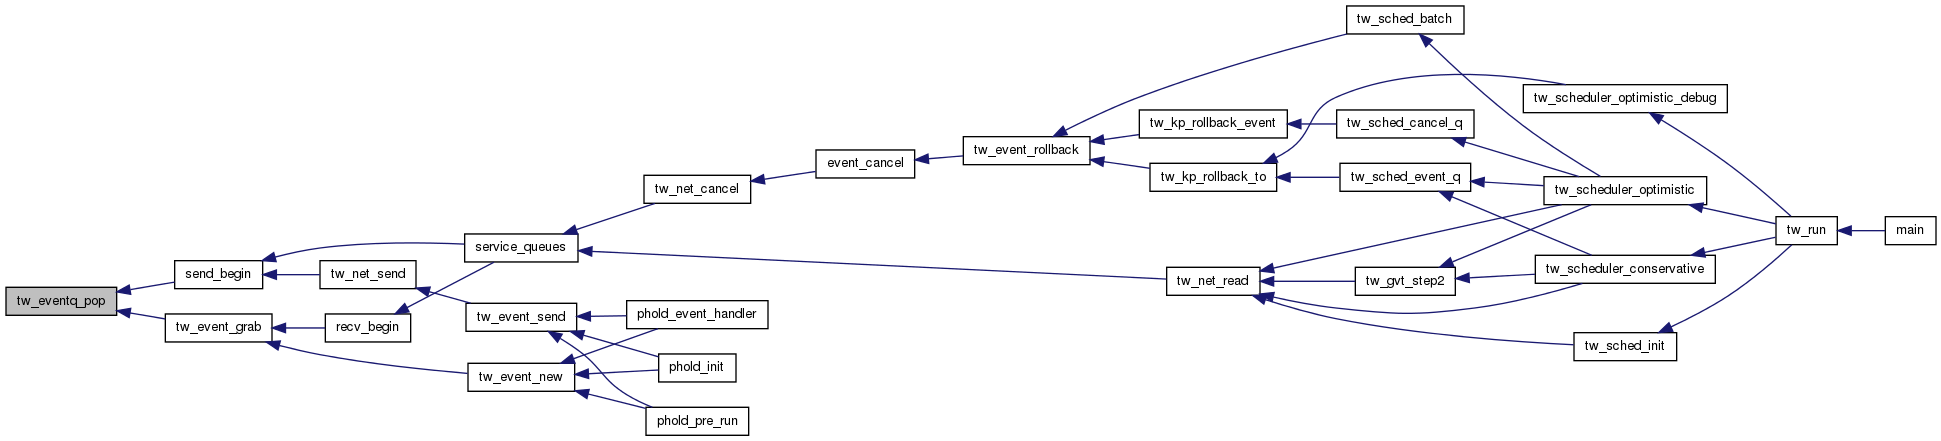 tw_eventq_pop
send_begin
tw_event_grab
tw_net_send
recv_begin
service_queues
tw_event_send
tw_event_new
tw_net_cancel
phold_event_handler
phold_init
phold_pre_run
event_cancel
tw_event_rollback
tw_kp_rollback_event
tw_kp_rollback_to
tw_net_read
tw_sched_batch
tw_sched_cancel_q
tw_sched_event_q
tw_gvt_step2
tw_scheduler_optimistic_debug
tw_scheduler_optimistic
tw_scheduler_conservative
tw_sched_init
tw_run
main